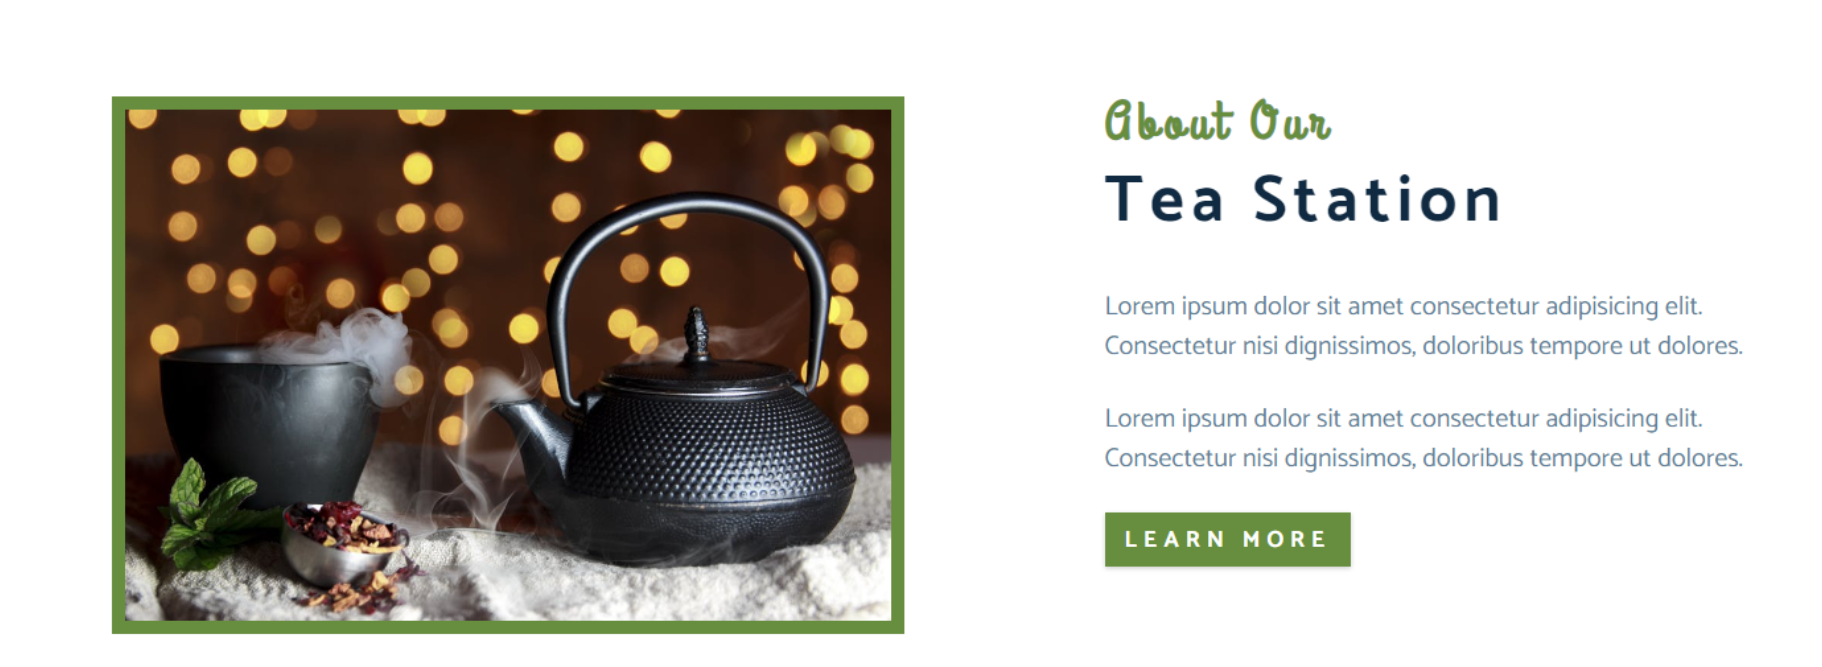 About Our
Tea Station
Lorem ipsum dolor sit amet consectetur adipisicing elit.
Consectetur nisi dignissimos, doloribus tempore ut dolores.
Lorem ipsum dolor sit amet consectetur adipisicing elit.
Consectetur nisi dignissimos, doloribus tempore ut dolores.
LEARN MORE